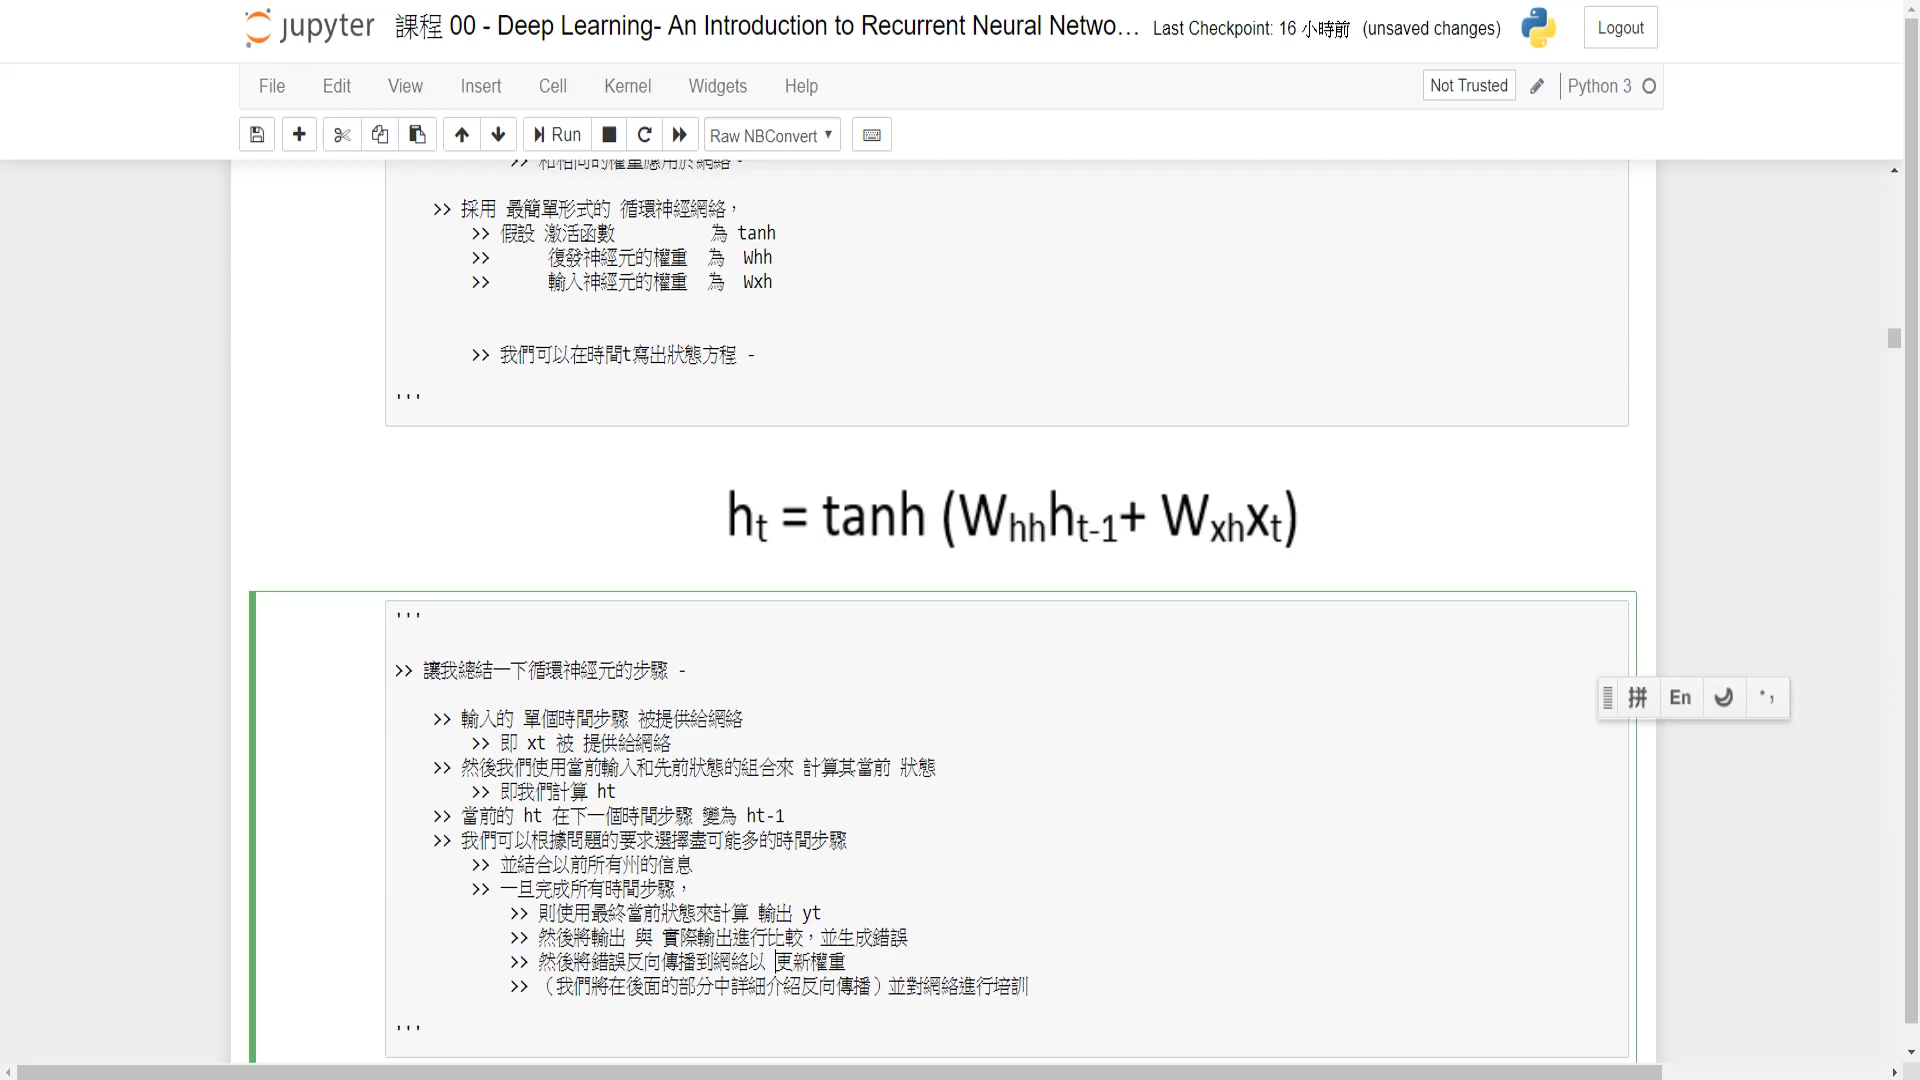 jupyter 課程 00 - Deep Learning- An Introduction to Recurrent Neural Netwo... Last Checkpoint: 16 小時前 (unsaved changes) Logout
File Edit View Insert Cell Kernel Widgets Help Not Trusted Python 3
Run Raw NBConvert
>> 和相同的權重應用於網絡。
>> 採用 最簡單形式的 循環神經網絡，
>> 假設 激活函數 為 tanh
>> 復發神經元的權重 為 Whh
>> 輸入神經元的權重 為 Wxh
>> 我們可以在時間t寫出狀態方程 -
'''
hₜ = tanh (Wₕₕhₜ₋₁+ Wₓₕxₜ)
'''
>> 讓我總結一下循環神經元的步驟 -
>> 輸入的 單個時間步驟 被提供給網絡
>> 即 xt 被 提供給網絡
>> 然後我們使用當前輸入和先前狀態的組合來 計算其當前 狀態
>> 即我們計算 ht
>> 當前的 ht 在下一個時間步驟 變為 ht-1
>> 我們可以根據問題的要求選擇盡可能多的時間步驟
>> 並結合以前所有州的信息
>> 一旦完成所有時間步驟，
>> 則使用最終當前狀態來計算 輸出 yt
>> 然後將輸出 與 實際輸出進行比較，並生成錯誤
>> 然後將錯誤反向傳播到網絡以 更新權重
>> （我們將在後面的部分中詳細介紹反向傳播）並對網絡進行培訓
'''
拼 En